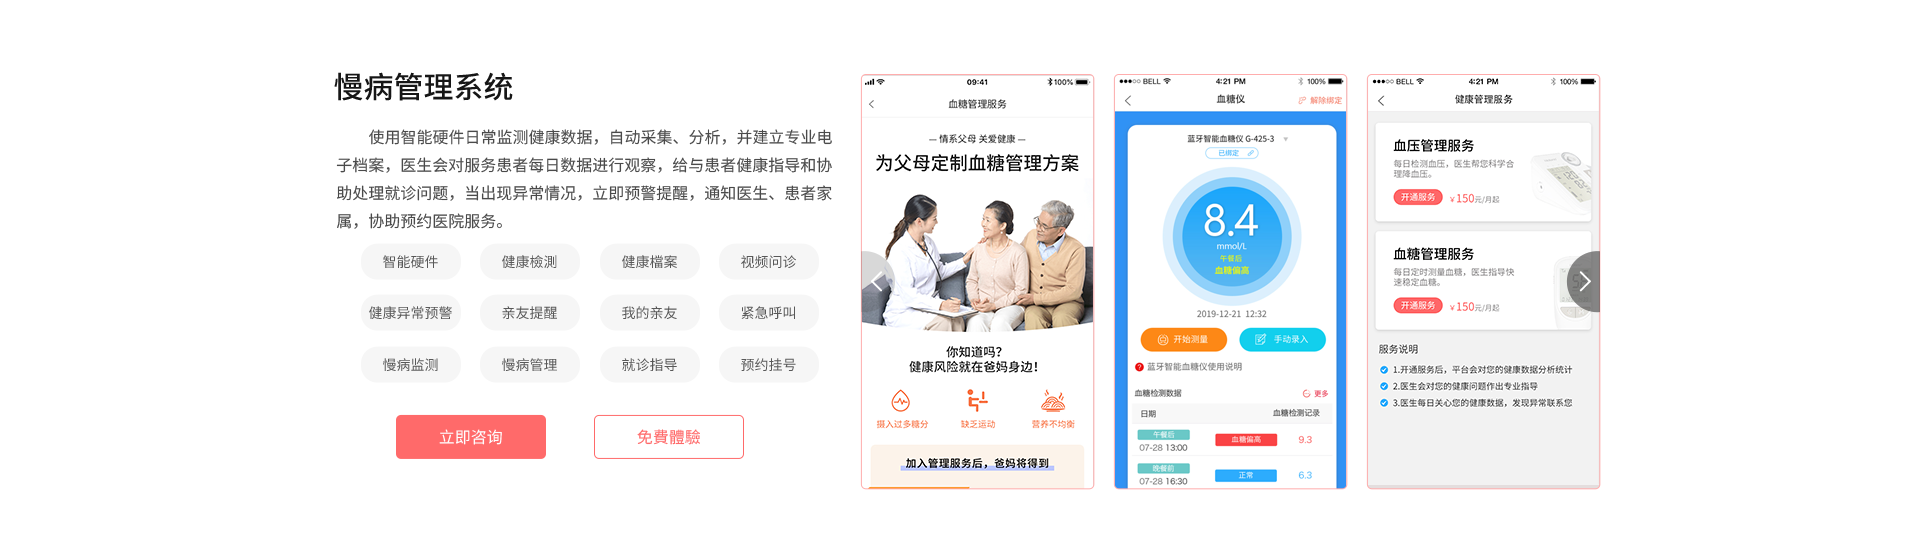 慢病管理系统
使用智能硬件日常监测健康数据，自动采集、分析，并建立专业电
子档案，医生会对服务患者每日数据进行观察，给与患者健康指导和协
助处理就诊问题，当出现异常情况，立即预警提醒，通知医生、患者家
属，协助预约医院服务。
智能硬件
健康檢測
健康檔案
视频问诊
健康异常预警
亲友提醒
我的亲友
紧急呼叫
慢病监测
慢病管理
就诊指导
预约挂号
立即咨询
免費體驗
09:41
100%
血糖管理服务
— 情系父母 关爱健康 —
为父母定制血糖管理方案
你知道吗?
健康风险就在爸妈身边!
摄入过多糖分
缺乏运动
营养不均衡
加入管理服务后，爸妈将得到
BELL
4:21 PM
100%
血糖仪
解除绑定
蓝牙智能血糖仪 G-425-3
已绑定
8.4
mmol/L
午餐后
血糖偏高
2019-12-21 12:32
开始测量
手动录入
? 蓝牙智能血糖仪使用说明
血糖检测数据
更多
日期
血糖检测记录
午餐后
07-28 13:00
血糖偏高
9.3
晚餐前
07-28 16:30
正常
6.3
BELL
4:21 PM
100%
健康管理服务
血压管理服务
每日检测血压，医生帮您科学合
理降血压。
开通服务
￥150元/月起
血糖管理服务
每日定时测量血糖，医生指导快
速稳定血糖。
开通服务
￥150元/月起
服务说明
1.开通服务后，平台会对您的健康数据分析统计
2.医生会对您的健康问题作出专业指导
3.医生每日关心您的健康数据，发现异常联系您